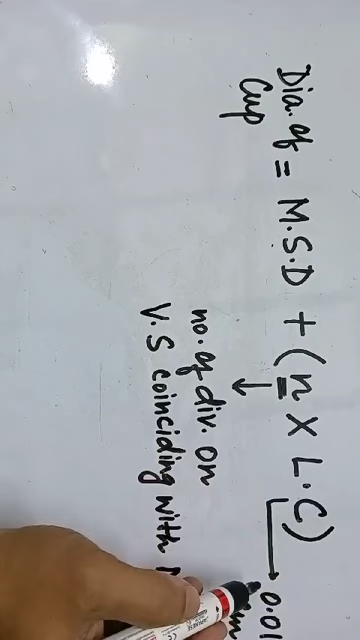 Dia. of = M.S.D + (n X L.C)
Cup
0.01
no. of div. on
V.S coinciding with